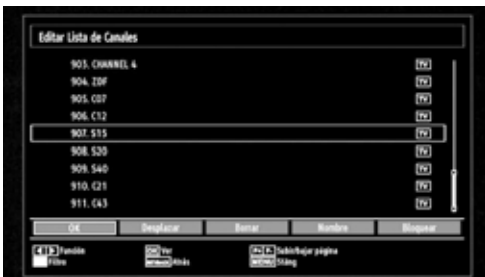 Editar Lista de Canales
903. CHANNEL 4 TV
904. ZDF TV
905. C07 TV
906. C12 TV
907. S15 TV
908. S20 TV
909. S40 TV
910. C21 TV
911. C43 TV
OK Desplazar Borrar Nombre Bloquear
Función OK Ver P+ P- Subir/bajar página
Filtro Atrás MENU Stäng